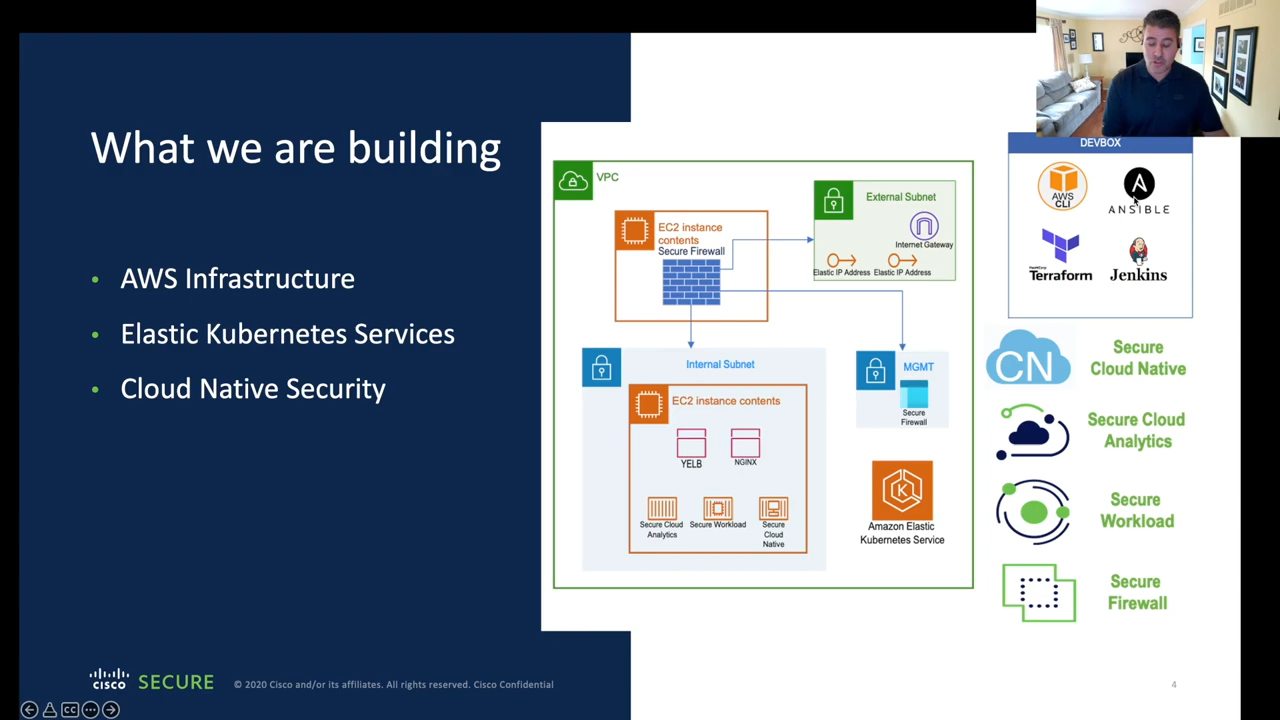 What we are building
• AWS Infrastructure
• Elastic Kubernetes Services
• Cloud Native Security
VPC
EC2 instance
contents
Secure Firewall
External Subnet
Internet Gateway
Elastic IP Address
Elastic IP Address
Internal Subnet
EC2 instance contents
YELB
NGINX
Secure Cloud
Analytics
Secure Workload
Secure
Cloud
Native
MGMT
Secure
Firewall
Amazon Elastic
Kubernetes Service
DEVBOX
AWS
CLI
ANSIBLE
HashiCorp
Terraform
Jenkins
CN
Secure
Cloud Native
Secure Cloud
Analytics
Secure
Workload
Secure
Firewall
CISCO SECURE
© 2020 Cisco and/or its affiliates. All rights reserved. Cisco Confidential
4
CC